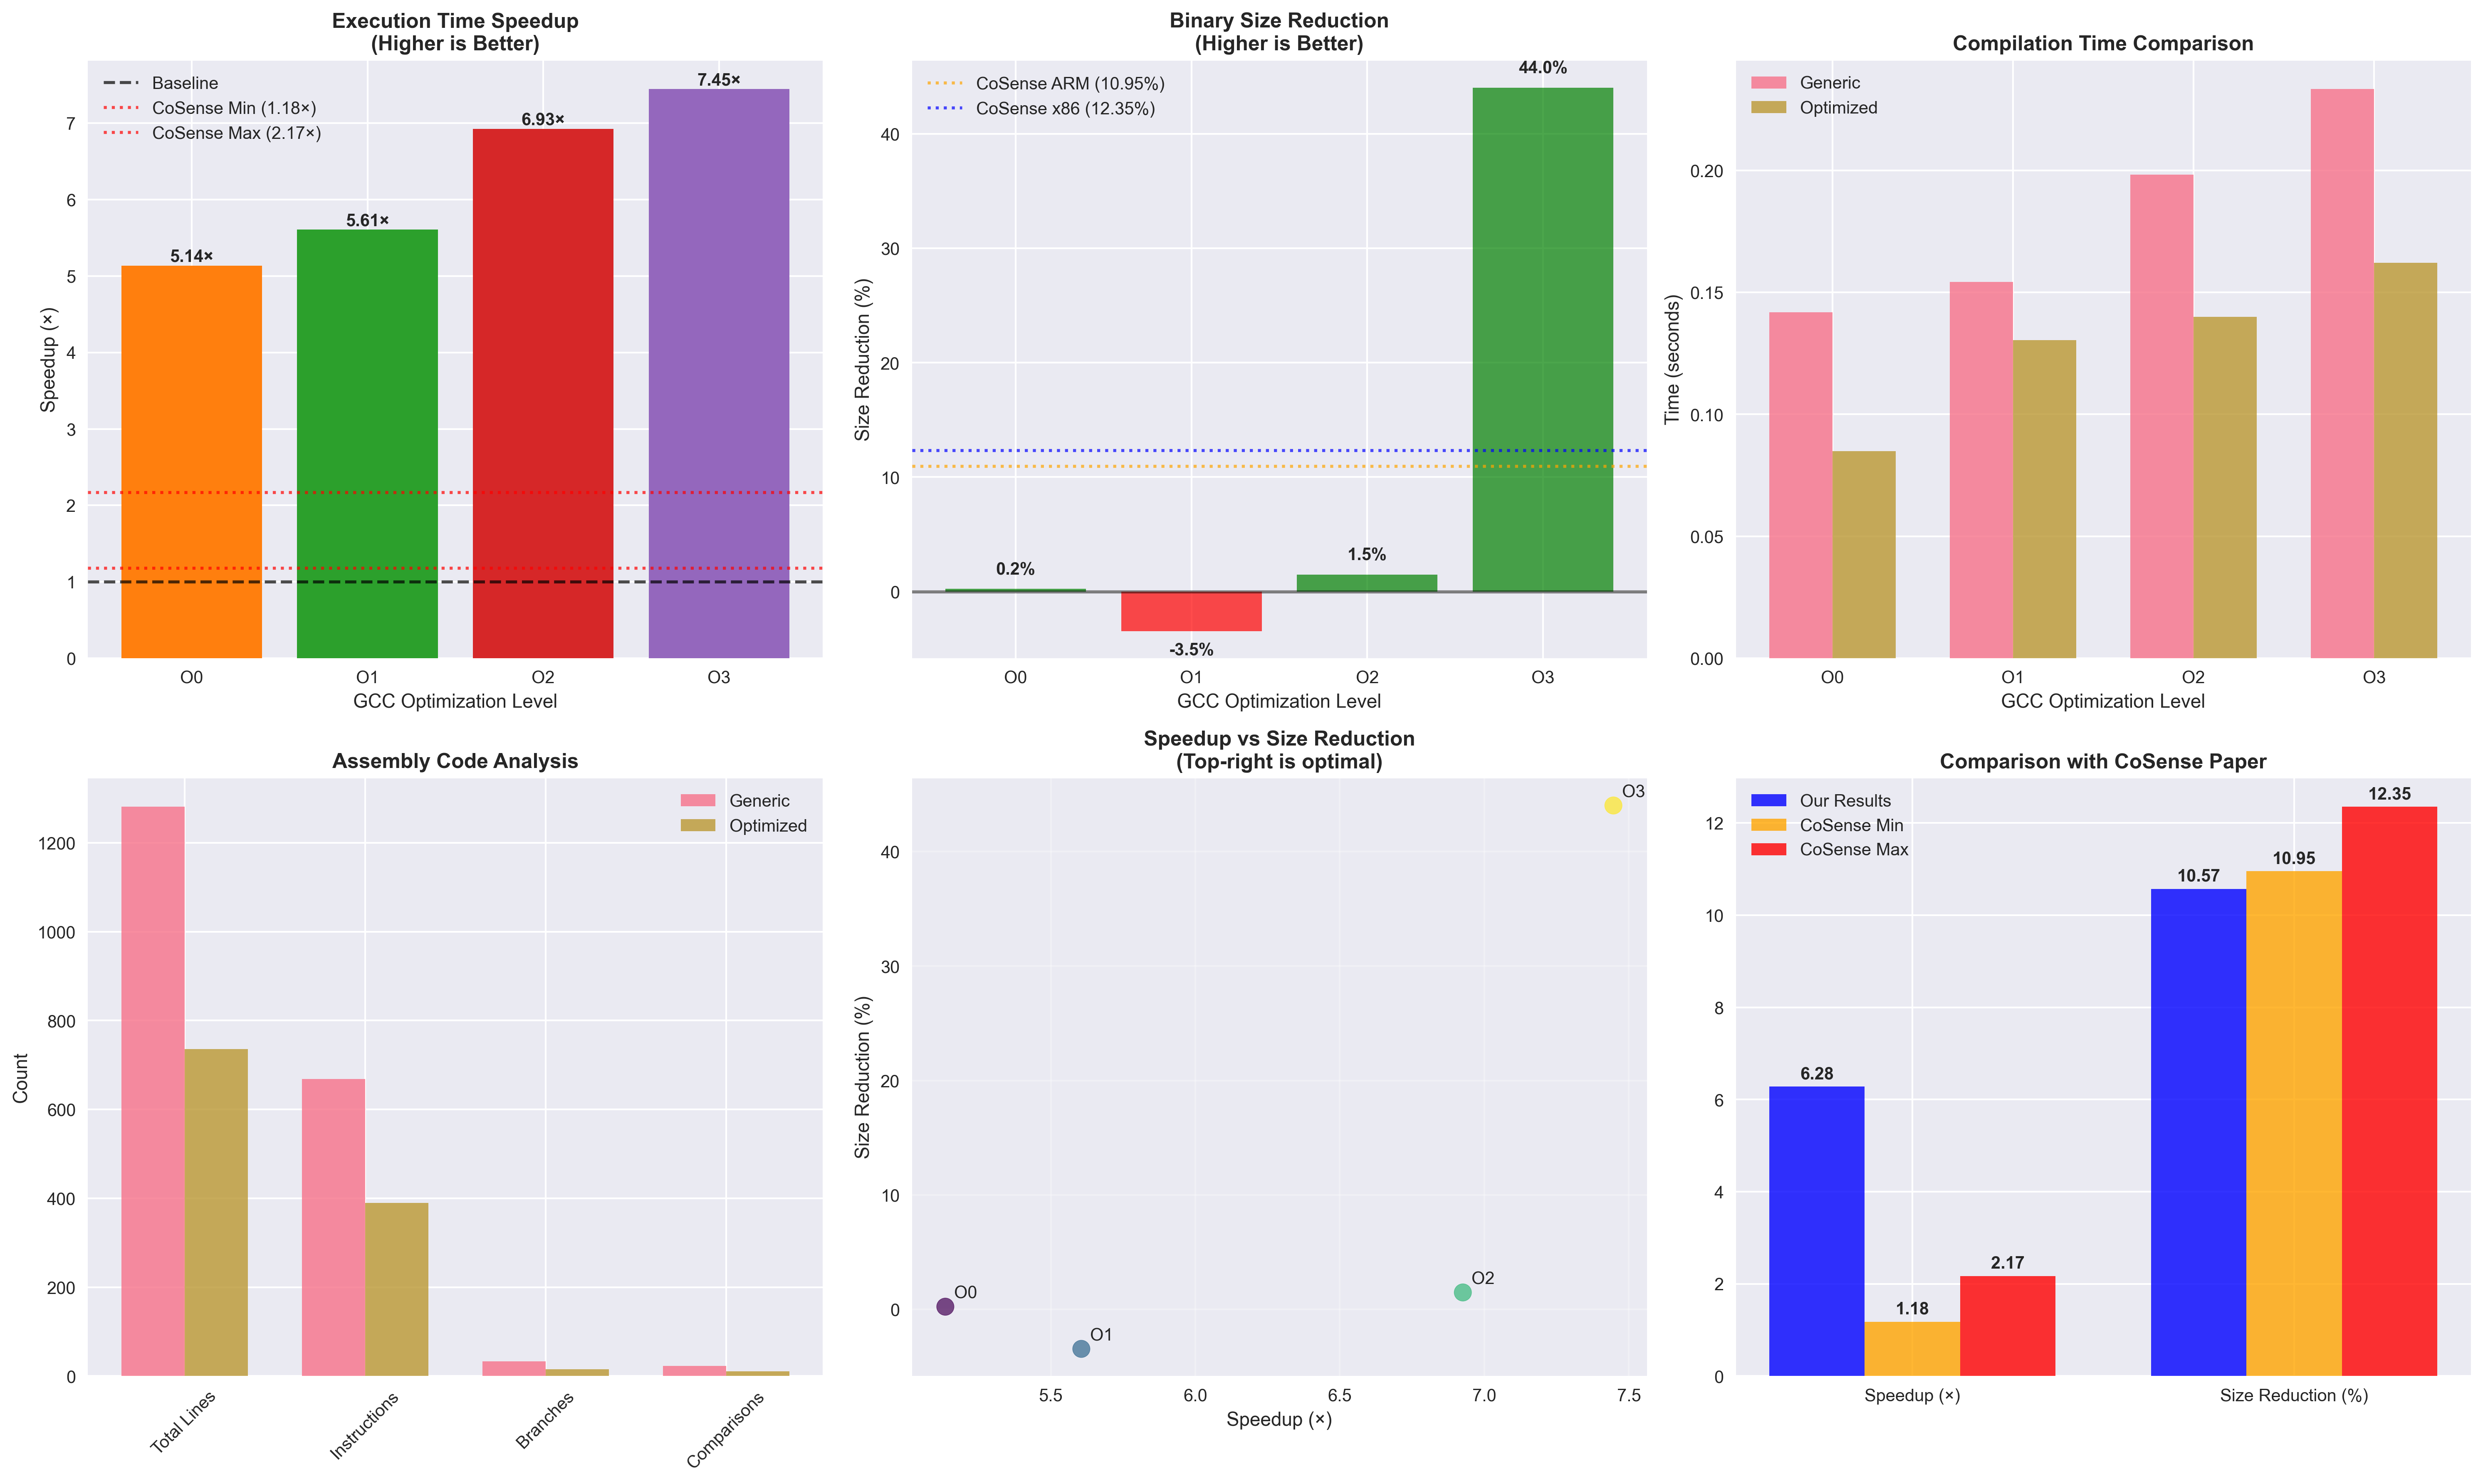 Execution Time Speedup
(Higher is Better)
Baseline
CoSense Min (1.18×)
CoSense Max (2.17×)
5.14×
5.61×
6.93×
7.45×
7
6
5
4
3
2
1
0
Speedup (×)
O0
O1
O2
O3
GCC Optimization Level
Binary Size Reduction
(Higher is Better)
CoSense ARM (10.95%)
CoSense x86 (12.35%)
0.2%
-3.5%
1.5%
44.0%
40
30
20
10
0
Size Reduction (%)
O0
O1
O2
O3
GCC Optimization Level
Compilation Time Comparison
Generic
Optimized
0.20
0.15
0.10
0.05
0.00
Time (seconds)
O0
O1
O2
O3
GCC Optimization Level
Assembly Code Analysis
Generic
Optimized
1200
1000
800
600
400
200
0
Count
Total Lines
Instructions
Branches
Comparisons
Speedup vs Size Reduction
(Top-right is optimal)
O0
O1
O2
O3
40
30
20
10
0
Size Reduction (%)
5.5
6.0
6.5
7.0
7.5
Speedup (×)
Comparison with CoSense Paper
Our Results
CoSense Min
CoSense Max
6.28
1.18
2.17
10.57
10.95
12.35
12
10
8
6
4
2
0
Speedup (×)
Size Reduction (%)